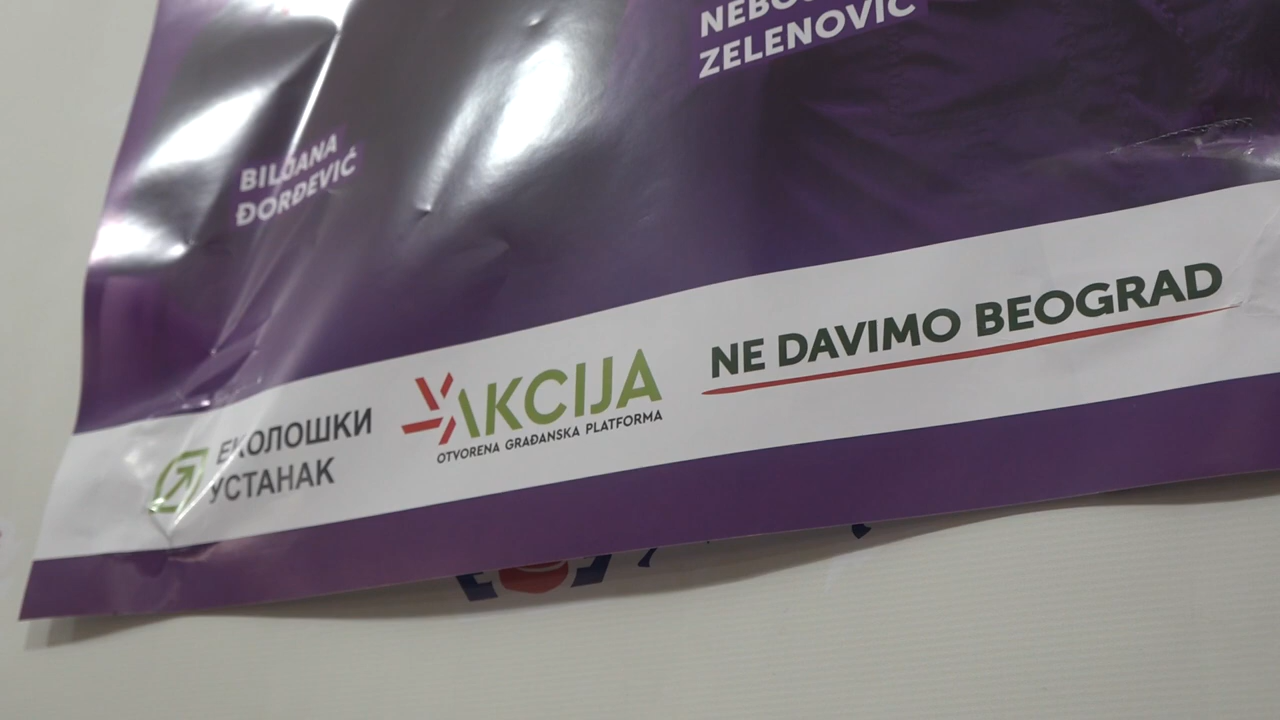 ZELENOVIĆ
BILJANA
ĐORĐEVIĆ
ЕКОЛОШКИ
УСТАНАК
AKCIJA
OTVORENA GRAĐANSKA PLATFORMA
NE DAVIMO BEOGRAD